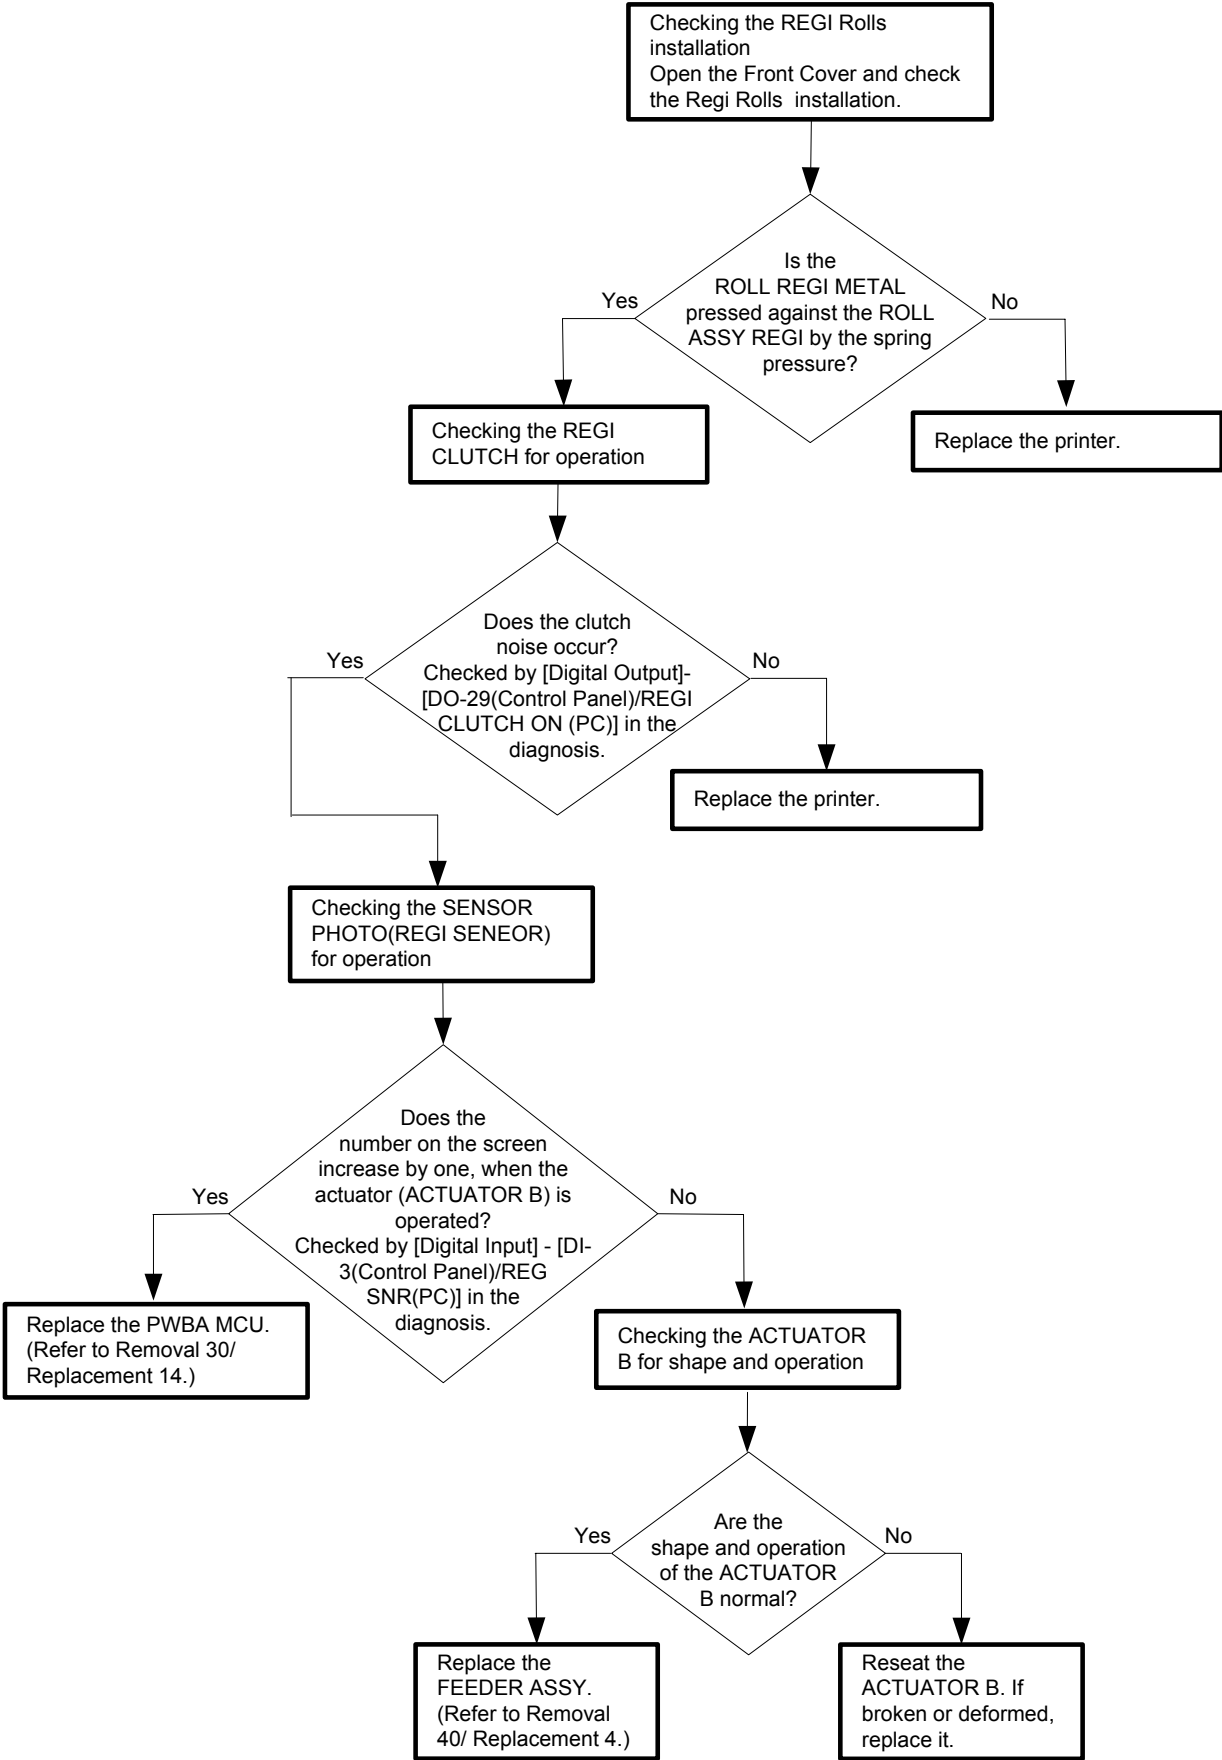 Checking the REGI Rolls
installation
Open the Front Cover and check
the Regi Rolls  installation.
Is the
ROLL REGI METAL
pressed against the ROLL
ASSY REGI by the spring
pressure?
Yes
No
Checking the REGI
CLUTCH for operation
Replace the printer.
Does the clutch
noise occur?
Checked by [Digital Output]-
[DO-29(Control Panel)/REGI
CLUTCH ON (PC)] in the
diagnosis.
Yes
No
Replace the printer.
Checking the SENSOR
PHOTO(REGI SENEOR)
for operation
Does the
number on the screen
increase by one, when the
actuator (ACTUATOR B) is
operated?
Checked by [Digital Input] - [DI-
3(Control Panel)/REG
SNR(PC)] in the
diagnosis.
Yes
No
Replace the PWBA MCU.
(Refer to Removal 30/
Replacement 14.)
Checking the ACTUATOR
B for shape and operation
Are the
shape and operation
of the ACTUATOR
B normal?
Yes
No
Replace the
FEEDER ASSY.
(Refer to Removal
40/ Replacement 4.)
Reseat the
ACTUATOR B. If
broken or deformed,
replace it.